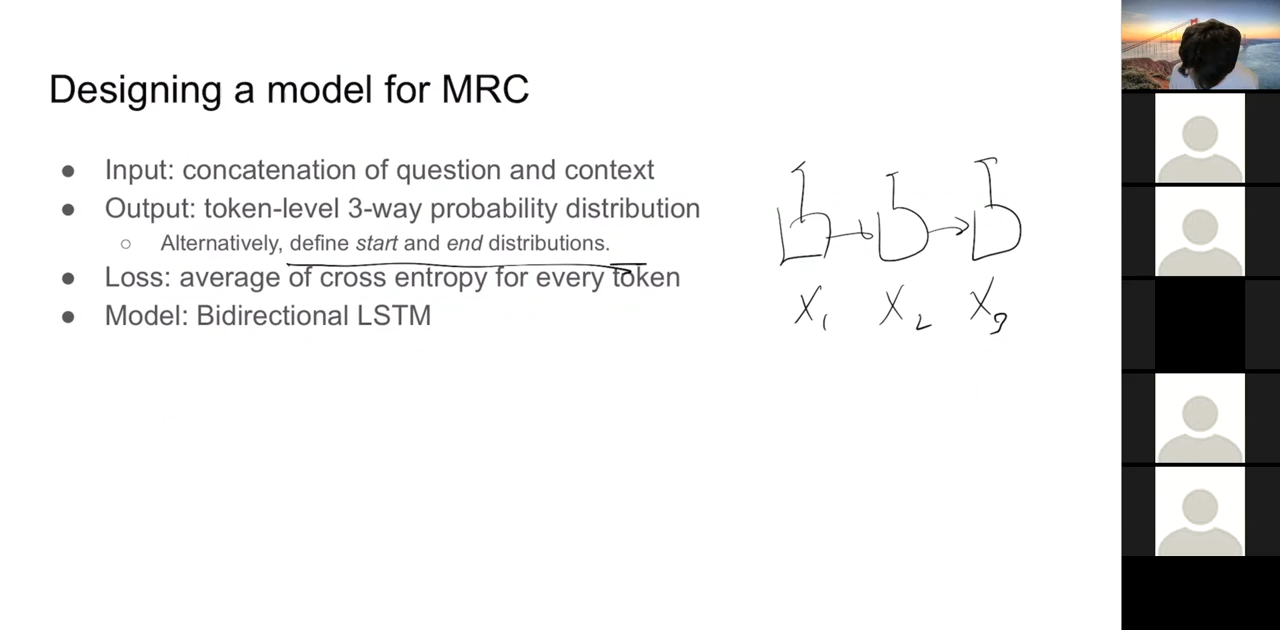 Designing a model for MRC
● Input: concatenation of question and context
● Output: token-level 3-way probability distribution
○ Alternatively, define start and end distributions.
● Loss: average of cross entropy for every token
● Model: Bidirectional LSTM
X₁ X₂ X₃